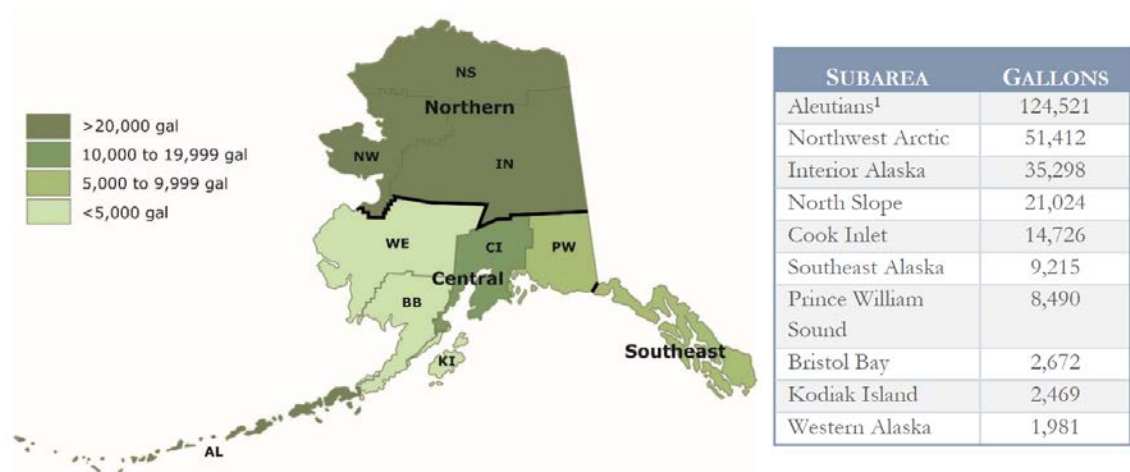 NS
Northern
NW
IN
>20,000 gal
10,000 to 19,999 gal
5,000 to 9,999 gal
<5,000 gal
WE
CI
PW
Central
BB
KI
Southeast
AL
SUBAREA GALLONS
Aleutians¹ 124,521
Northwest Arctic 51,412
Interior Alaska 35,298
North Slope 21,024
Cook Inlet 14,726
Southeast Alaska 9,215
Prince William 8,490
Sound
Bristol Bay 2,672
Kodiak Island 2,469
Western Alaska 1,981